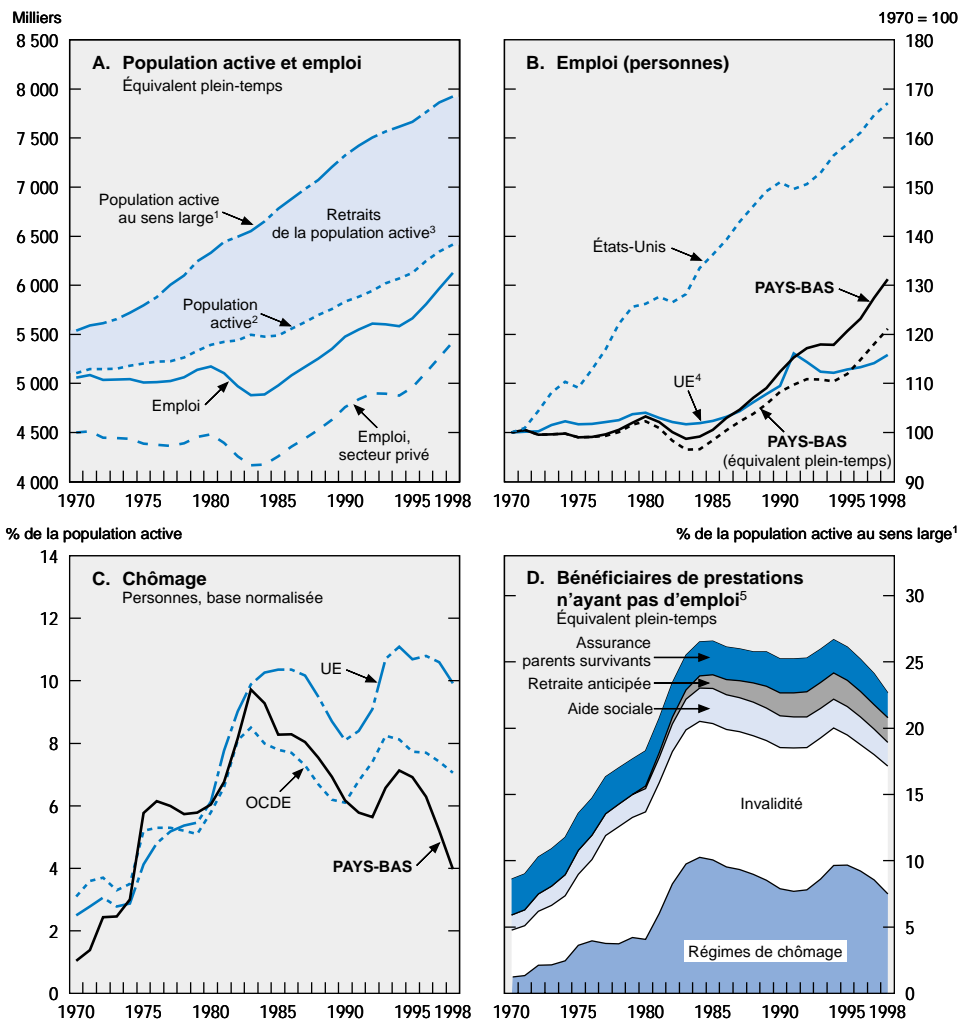 Milliers
1970 = 100
8 500
8 000
7 500
7 000
6 500
6 000
5 500
5 000
4 500
4 000
A. Population active et emploi
Équivalent plein-temps
Population active
au sens large¹
Retraits
de la population active³
Population
active²
Emploi
Emploi,
secteur privé
1970 1975 1980 1985 1990 1995 1998
B. Emploi (personnes)
180
170
160
150
140
130
120
110
100
90
États-Unis
PAYS-BAS
UE⁴
PAYS-BAS
(équivalent plein-temps)
1970 1975 1980 1985 1990 1995 1998
% de la population active
14
12
10
8
6
4
2
0
C. Chômage
Personnes, base normalisée
UE
OCDE
PAYS-BAS
1970 1975 1980 1985 1990 1995 1998
% de la population active au sens large¹
D. Bénéficiaires de prestations
n'ayant pas d'emploi⁵
Équivalent plein-temps
30
25
20
15
10
5
0
Assurance
parents survivants
Retraite anticipée
Aide sociale
Invalidité
Régimes de chômage
1970 1975 1980 1985 1990 1995 1998